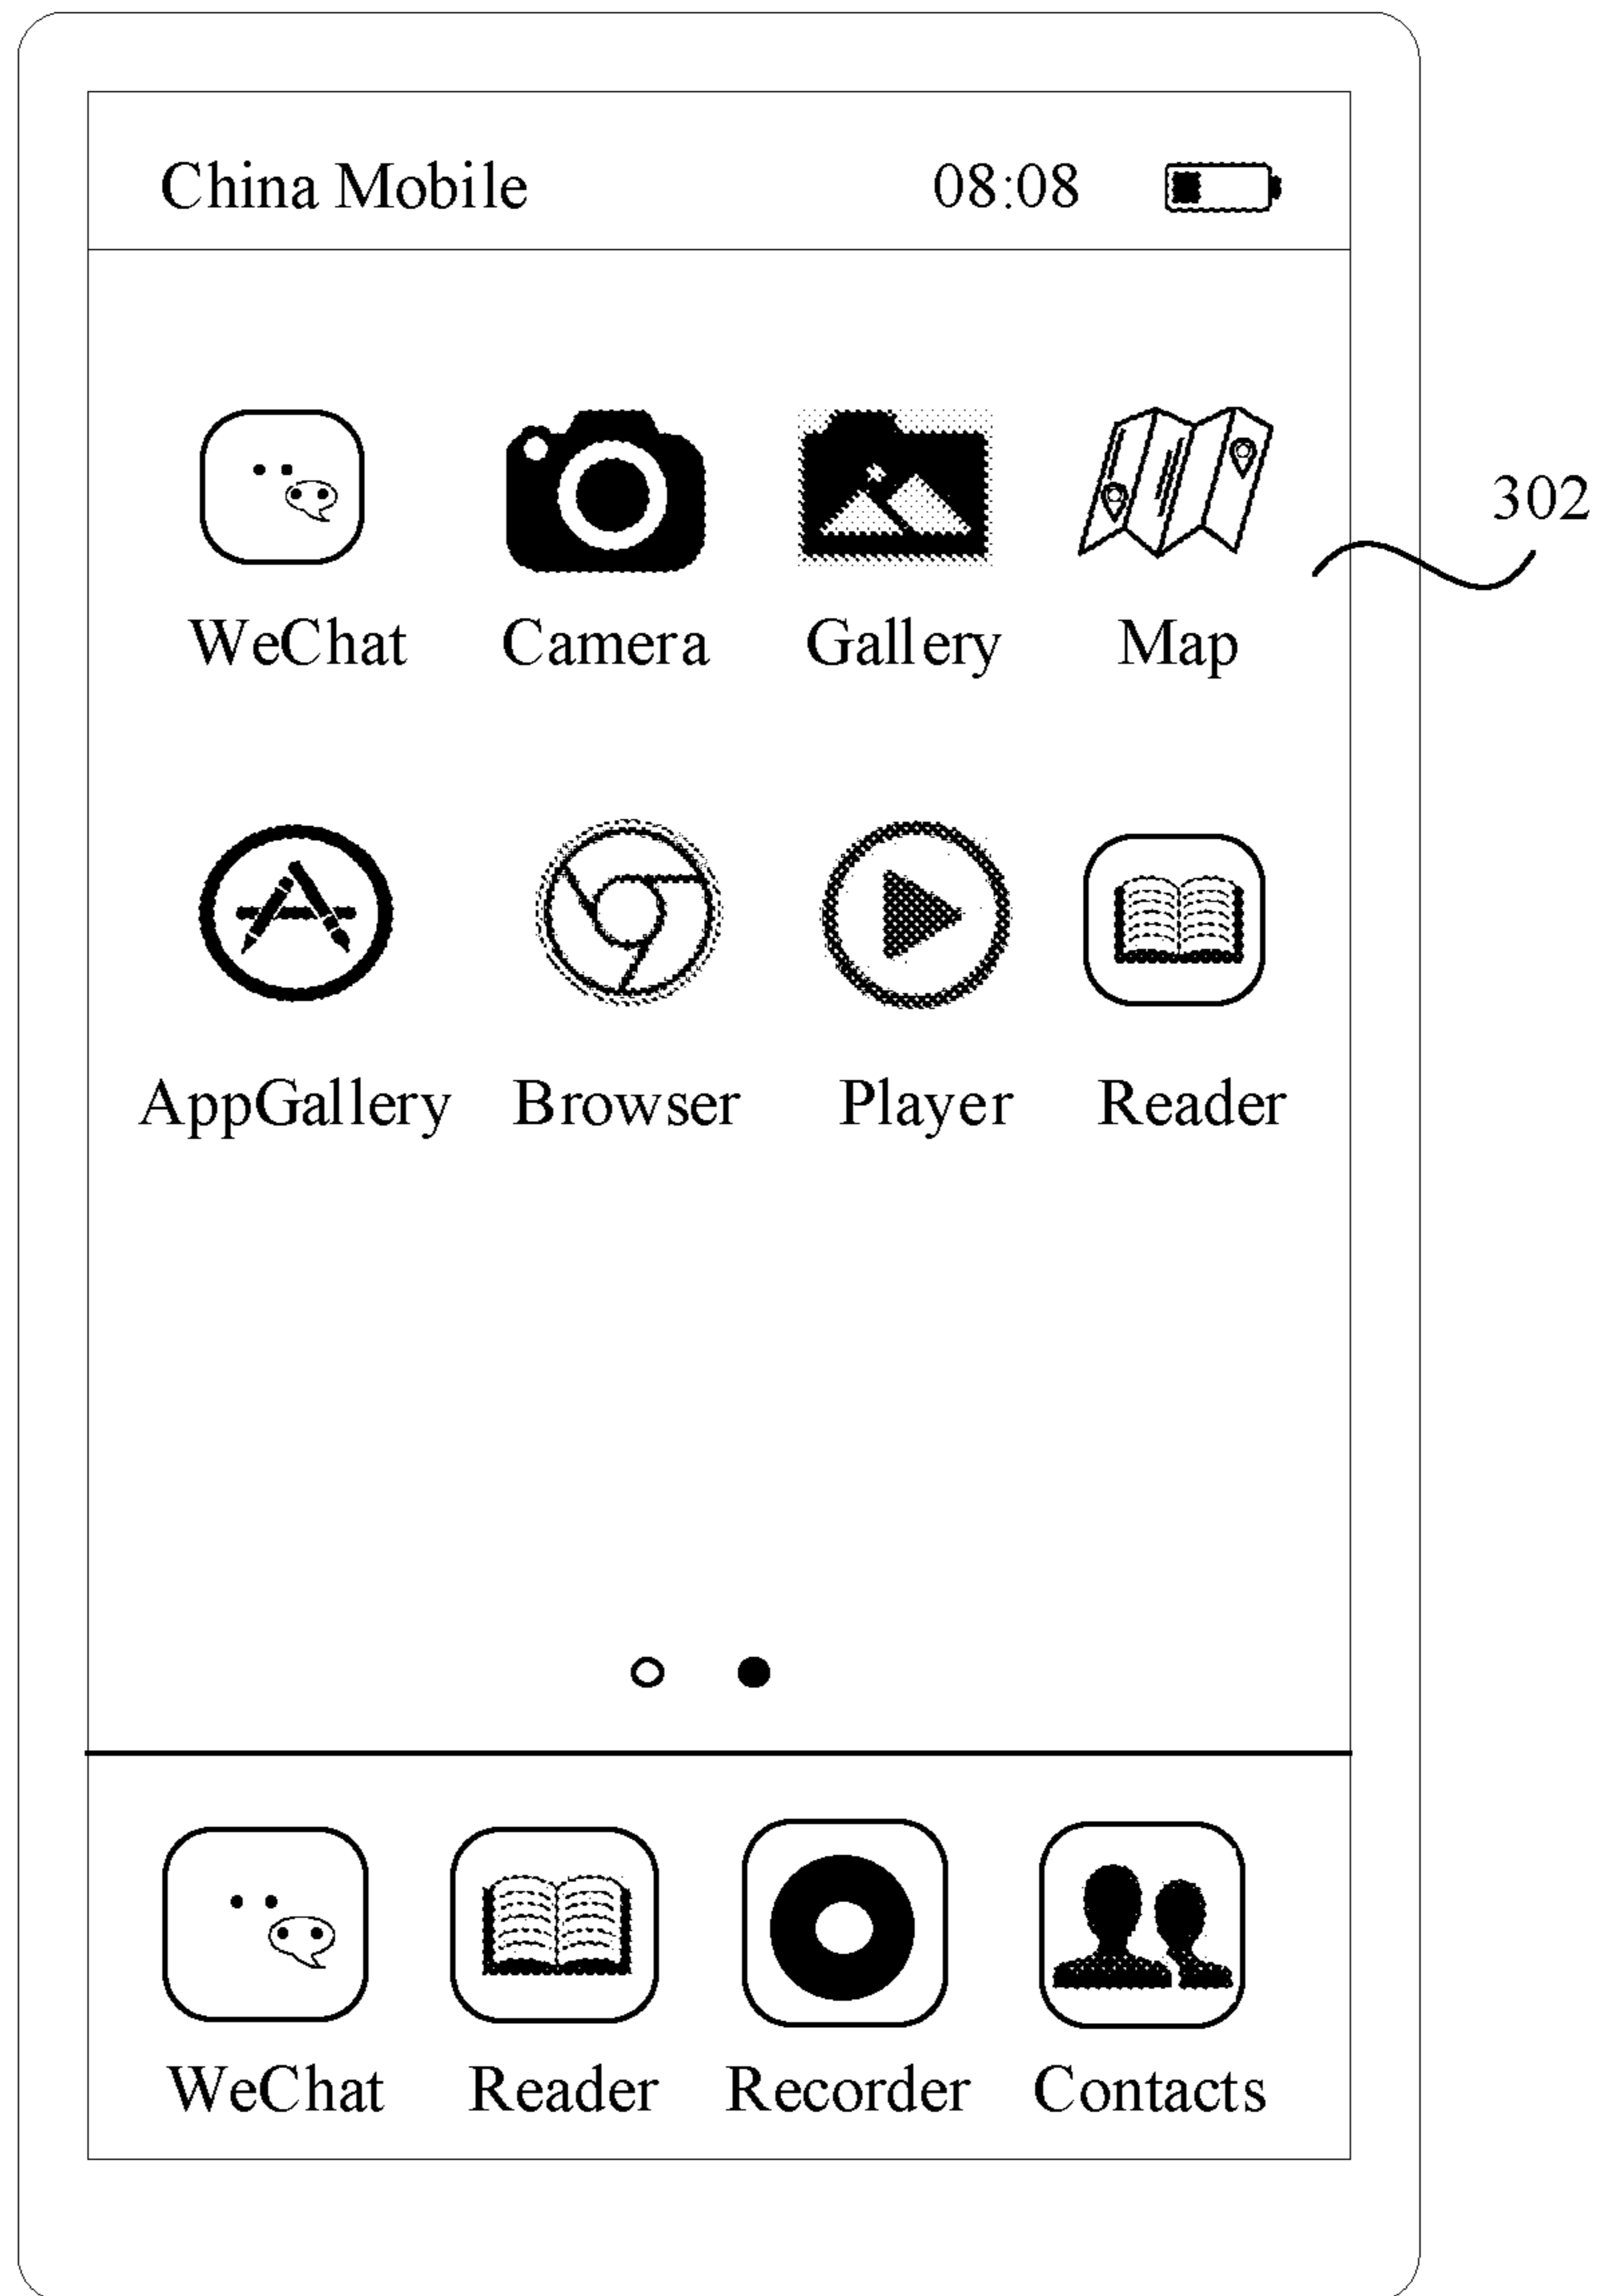 China Mobile 08:08
302
WeChat Camera Gallery Map
AppGallery Browser Player Reader
WeChat Reader Recorder Contacts